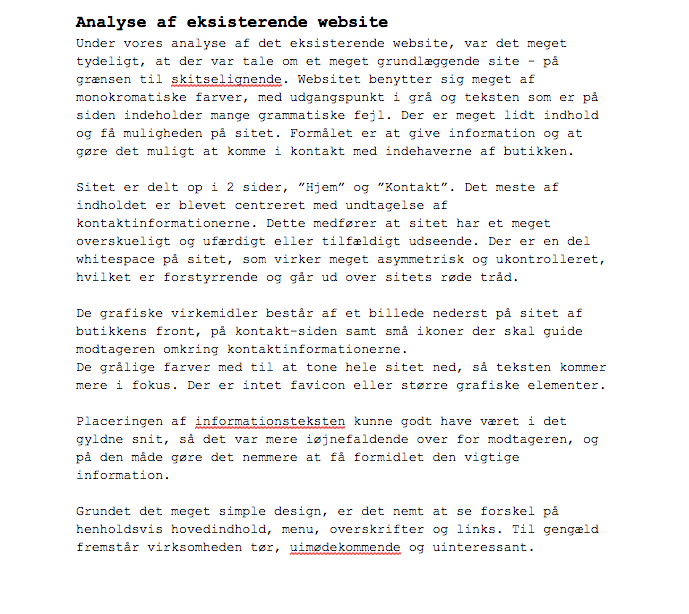 Analyse af eksisterende website
Under vores analyse af det eksisterende website, var det meget
tydeligt, at der var tale om et meget grundlæggende site - på
grænsen til skitselignende. Websitet benytter sig meget af
monokromatiske farver, med udgangspunkt i grå og teksten som er på
siden indeholder mange grammatiske fejl. Der er meget lidt indhold
og få muligheden på sitet. Formålet er at give information og at
gøre det muligt at komme i kontakt med indehaverne af butikken.
Sitet er delt op i 2 sider, ”Hjem” og ”Kontakt”. Det meste af
indholdet er blevet centreret med undtagelse af
kontaktinformationerne. Dette medfører at sitet har et meget
overskueligt og ufærdigt eller tilfældigt udseende. Der er en del
whitespace på sitet, som virker meget asymmetrisk og ukontrolleret,
hvilket er forstyrrende og går ud over sitets røde tråd.
De grafiske virkemidler består af et billede nederst på sitet af
butikkens front, på kontakt-siden samt små ikoner der skal guide
modtageren omkring kontaktinformationerne.
De grålige farver med til at tone hele sitet ned, så teksten kommer
mere i fokus. Der er intet favicon eller større grafiske elementer.
Placeringen af informationsteksten kunne godt have været i det
gyldne snit, så det var mere iøjnefaldende over for modtageren, og
på den måde gøre det nemmere at få formidlet den vigtige
information.
Grundet det meget simple design, er det nemt at se forskel på
henholdsvis hovedindhold, menu, overskrifter og links. Til gengæld
fremstår virksomheden tør, uimødekommende og uinteressant.